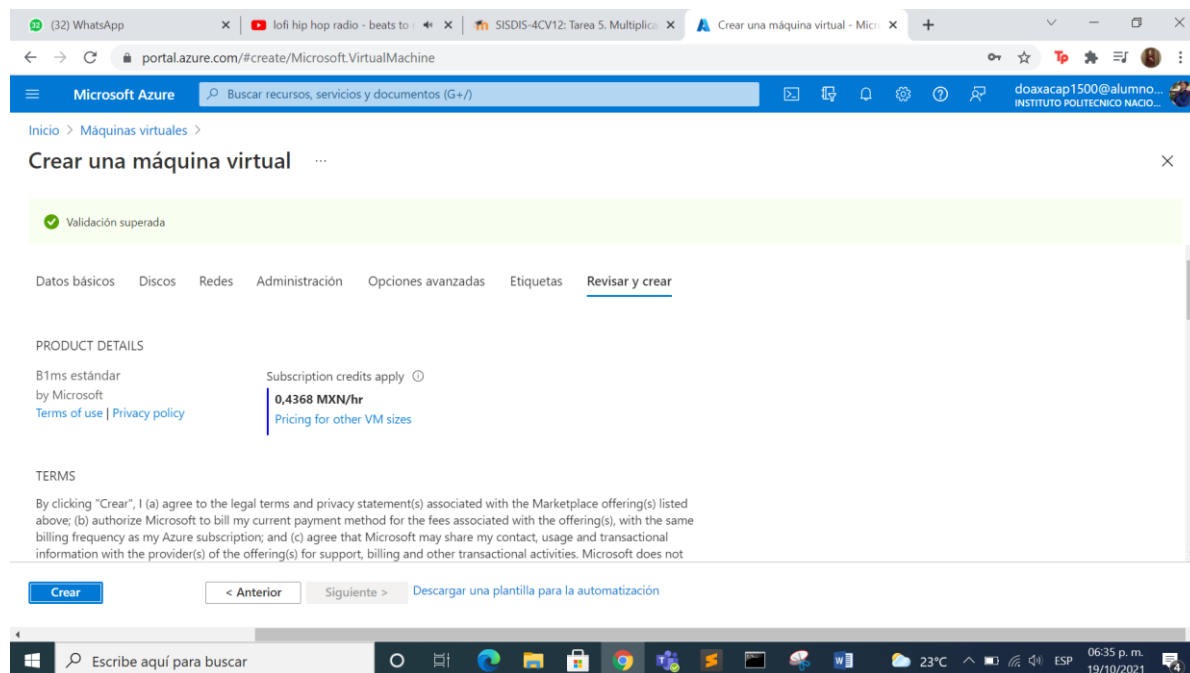 (32) WhatsApp
lofi hip hop radio - beats to
SISDIS-4CV12: Tarea 5. Multiplica
Crear una máquina virtual - Micro
portal.azure.com/#create/Microsoft.VirtualMachine
Microsoft Azure
Buscar recursos, servicios y documentos (G+/)
doaxacap1500@alumno...
INSTITUTO POLITECNICO NACIO...
Inicio > Máquinas virtuales >
Crear una máquina virtual ...
Validación superada
Datos básicos Discos Redes Administración Opciones avanzadas Etiquetas Revisar y crear
PRODUCT DETAILS
B1ms estándar
by Microsoft
Terms of use | Privacy policy
Subscription credits apply
0,4368 MXN/hr
Pricing for other VM sizes
TERMS
By clicking "Crear", I (a) agree to the legal terms and privacy statement(s) associated with the Marketplace offering(s) listed
above; (b) authorize Microsoft to bill my current payment method for the fees associated with the offering(s), with the same
billing frequency as my Azure subscription; and (c) agree that Microsoft may share my contact, usage and transactional
information with the provider(s) of the offering(s) for support, billing and other transactional activities. Microsoft does not
Crear
< Anterior
Siguiente >
Descargar una plantilla para la automatización
Escribe aquí para buscar
23°C
ESP
06:35 p. m.
19/10/2021
4